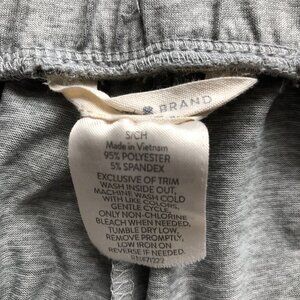 BRAND
S/CH
Made in Vietnam
95% POLYESTER
5% SPANDEX
EXCLUSIVE OF TRIM
WASH INSIDE OUT,
MACHINE WASH COLD
WITH LIKE COLORS,
GENTLE CYCLE,
ONLY NON-CHLORINE
BLEACH WHEN NEEDED,
TUMBLE DRY LOW,
REMOVE PROMPTLY,
LOW IRON ON
REVERSE IF NEEDED.